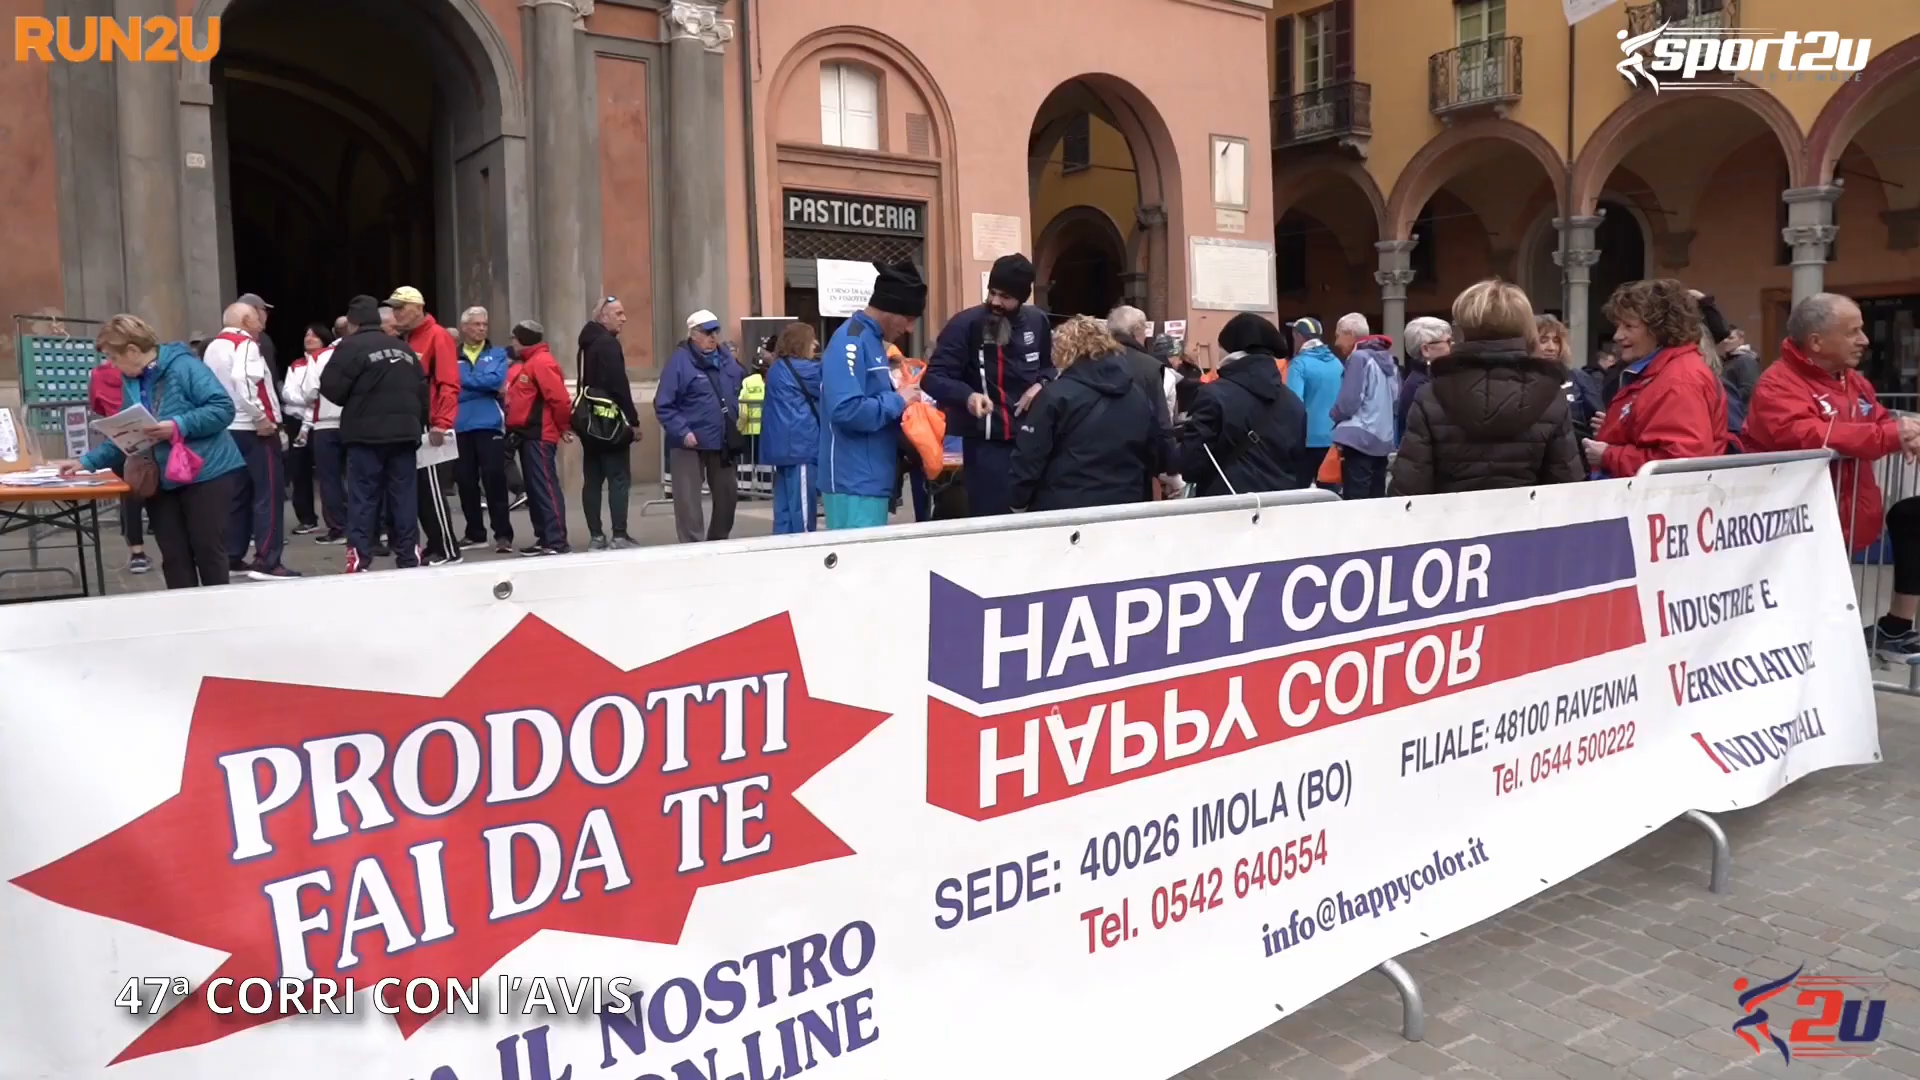 RUN2U
sport2u
PASTICCERIA
PRODOTTI
FAI DA TE
IL NOSTRO
ON-LINE
HAPPY COLOR
HAPPY COLOR
SEDE: 40026 IMOLA (BO)
Tel. 0542 640554
FILIALE: 48100 RAVENNA
Tel. 0544 500222
info@happycolor.it
PER CARROZZERIE
INDUSTRIE E
VERNICIATURE
INDUSTRIALI
47ª CORRI CON l'AVIS
2u